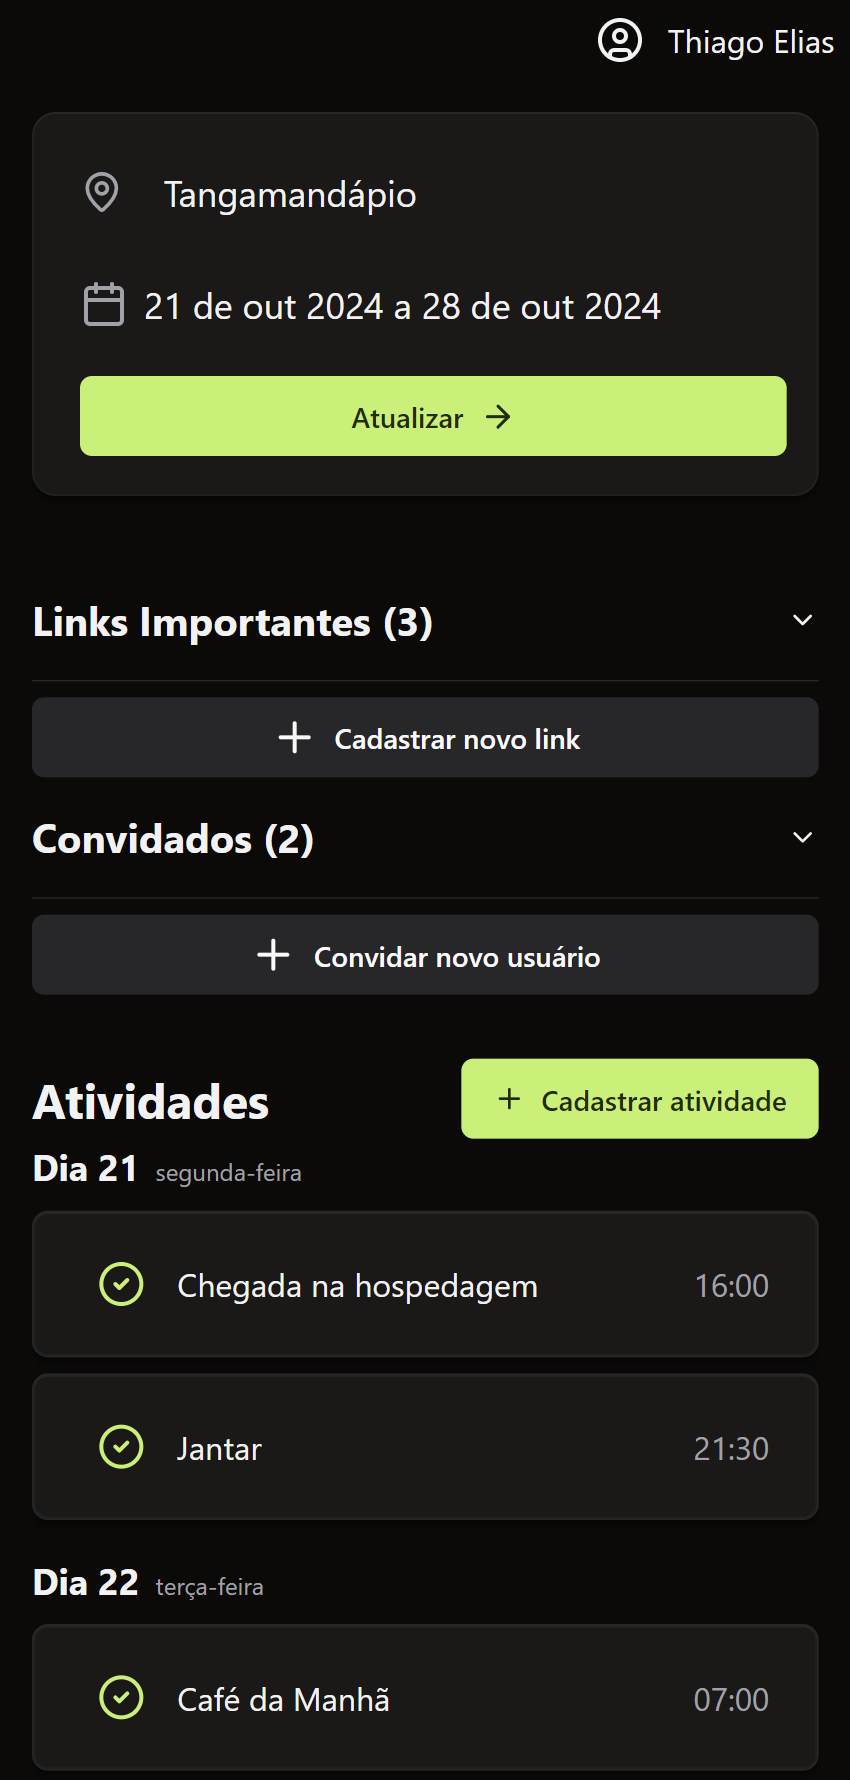 Thiago Elias
Tangamandápio
21 de out 2024 a 28 de out 2024
Atualizar
Links Importantes (3)
Cadastrar novo link
Convidados (2)
Convidar novo usuário
Atividades
Cadastrar atividade
Dia 21 segunda-feira
Chegada na hospedagem 16:00
Jantar 21:30
Dia 22 terça-feira
Café da Manhã 07:00